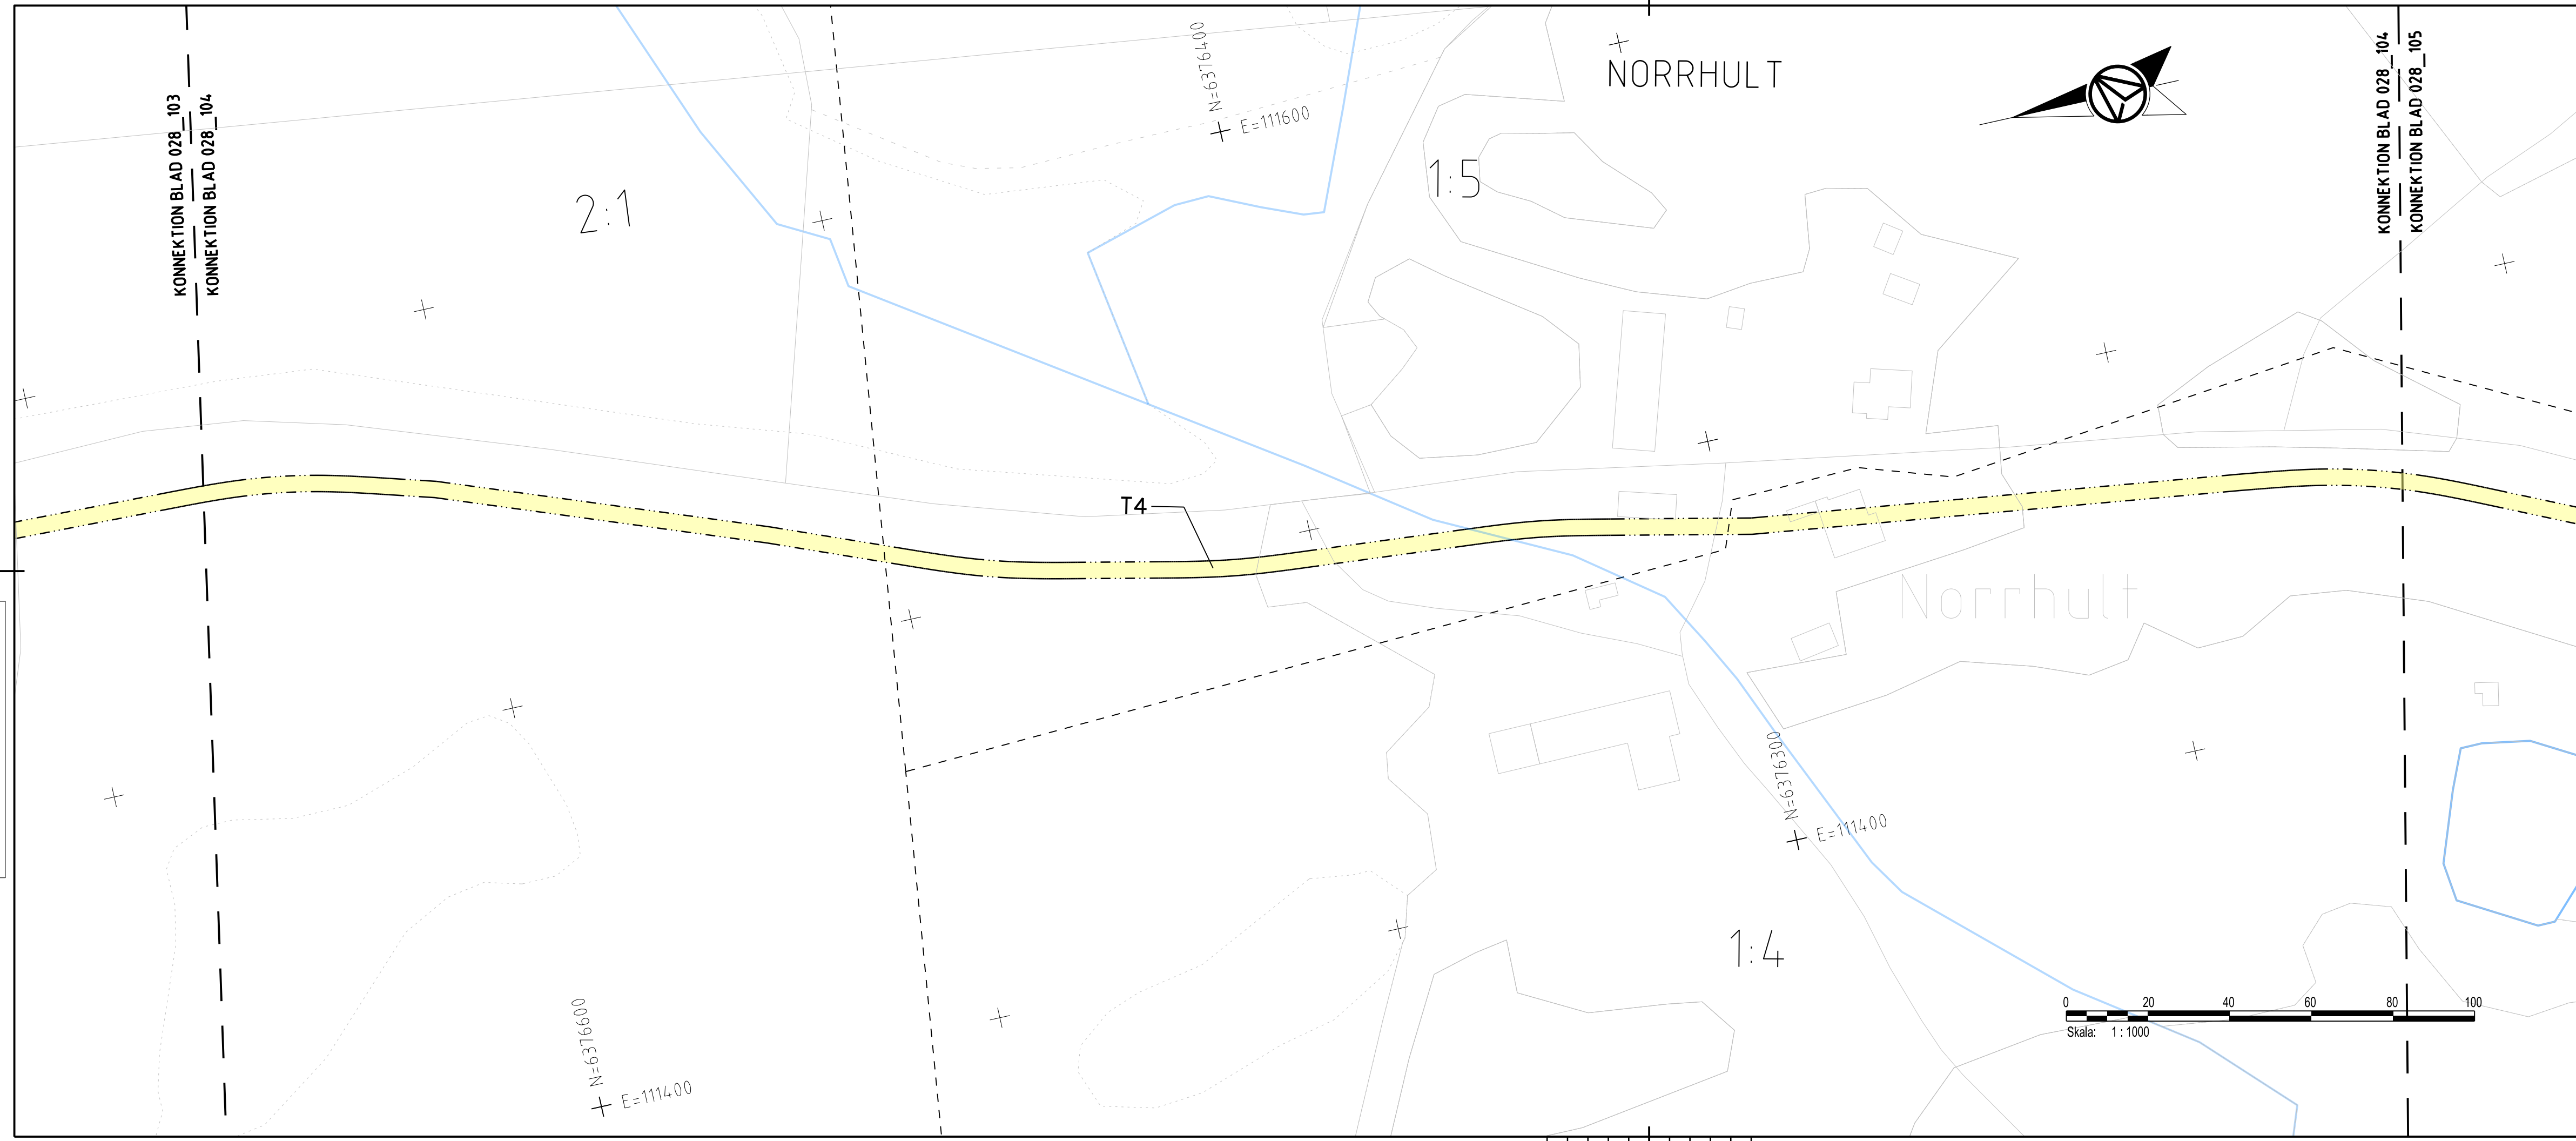 KONNEKTION BLAD 028_103
KONNEKTION BLAD 028_104
N=6376400
E=111600
NORRHULT
KONNEKTION BLAD 028_104
KONNEKTION BLAD 028_105
2:1
1:5
T4
Norrhult
N=6376300
E=111400
1:4
N=6376600
E=111400
0 20 40 60 80 100
Skala: 1 : 1000